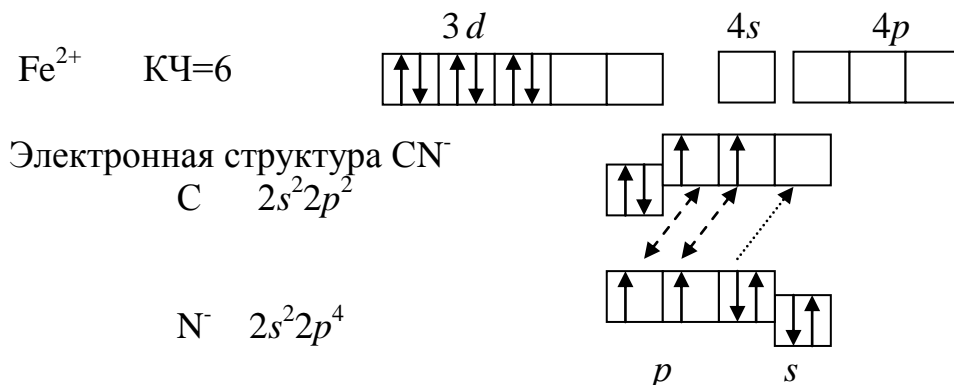 3d 4s 4p
Fe²⁺ КЧ=6
Электронная структура CN⁻
C 2s²2p²
N⁻ 2s²2p⁴
p s